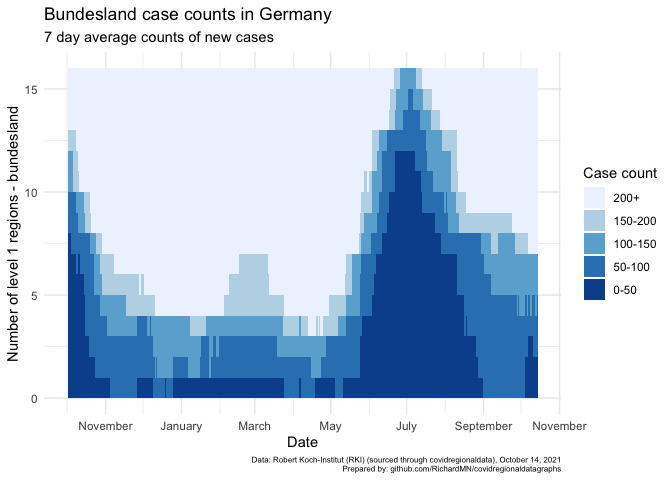 Bundesland case counts in Germany
7 day average counts of new cases
Number of level 1 regions - bundesland
15
10
5
0
November
January
March
May
July
September
November
Date
Case count
200+
150-200
100-150
50-100
0-50
Data: Robert Koch-Institut (RKI) (sourced through covidregionaldata), October 14, 2021
Prepared by: github.com/RichardMN/covidregionaldatagraphs